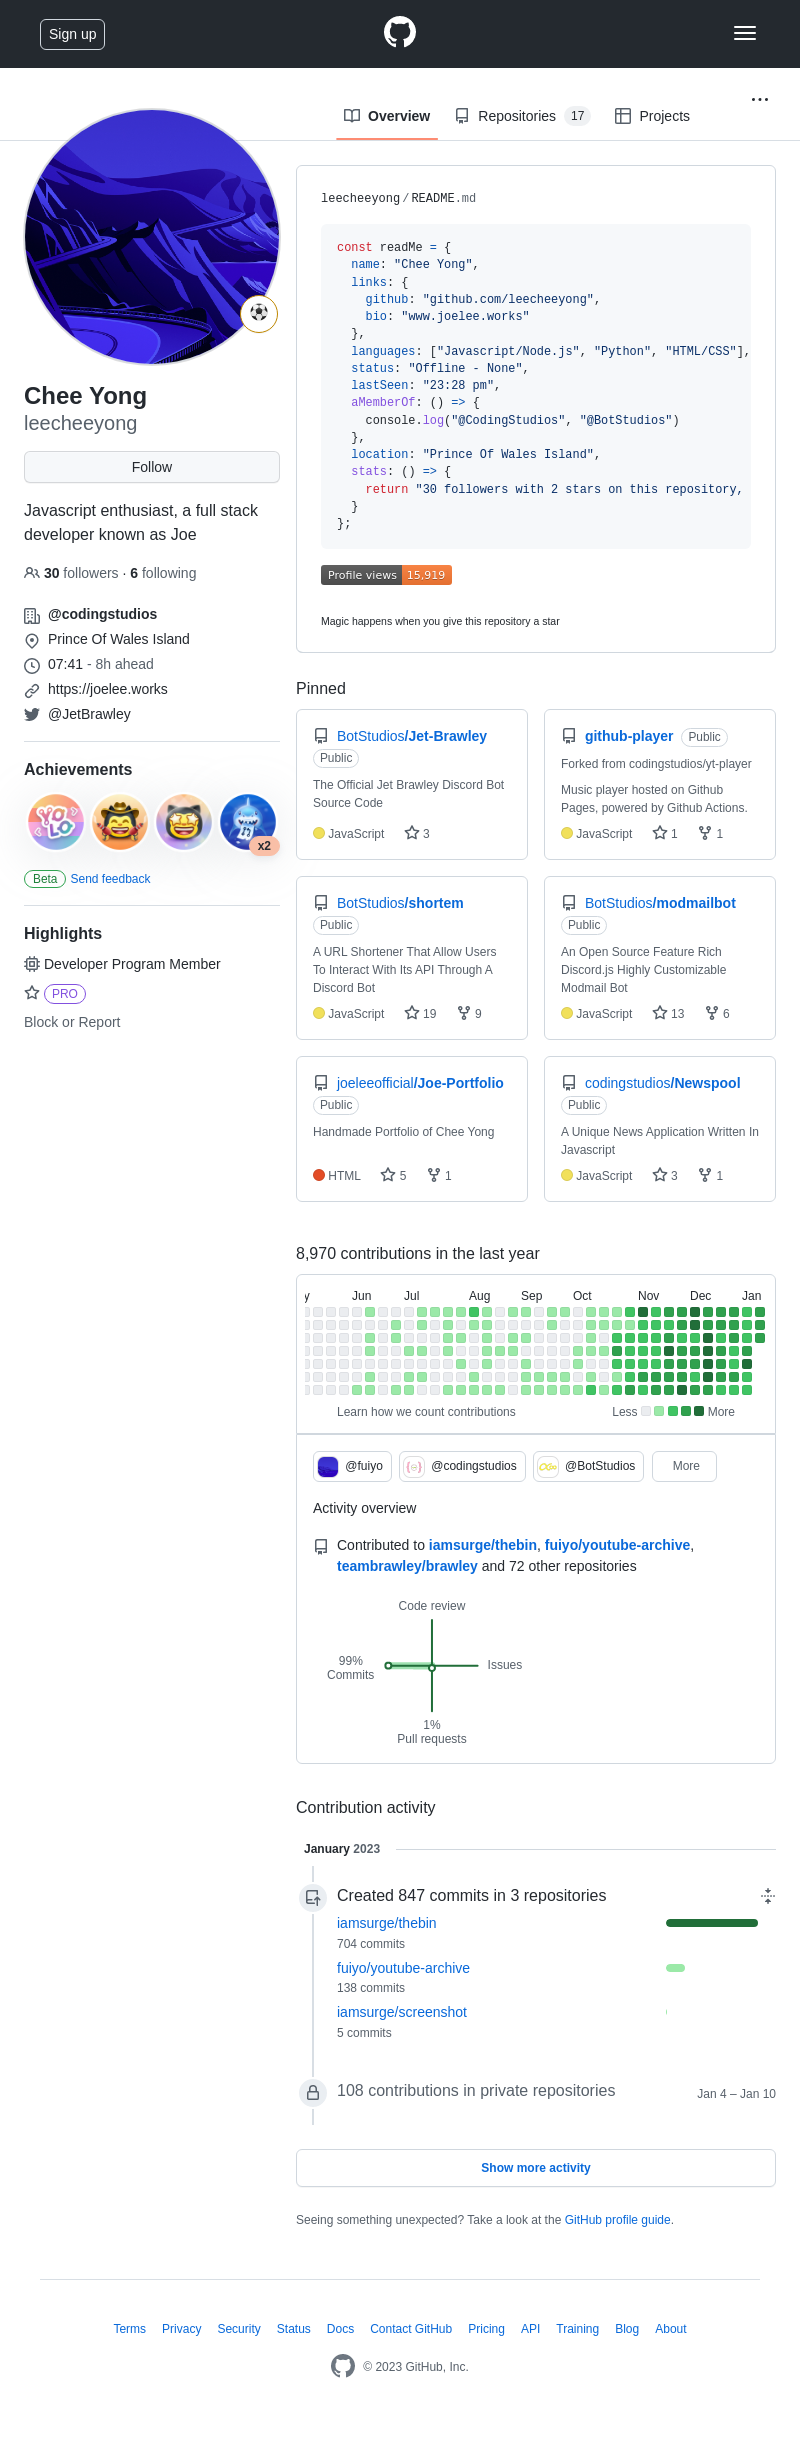 Sign up
Overview
Repositories 17
Projects
Chee Yong
leecheeyong
Follow
Javascript enthusiast, a full stack
developer known as Joe
30 followers · 6 following
@codingstudios
Prince Of Wales Island
07:41 - 8h ahead
https://joelee.works
@JetBrawley
Achievements
YOLO
x2
Beta Send feedback
Highlights
Developer Program Member
PRO
Block or Report
leecheeyong/README.md
const readMe = {
name: "Chee Yong",
links: {
github: "github.com/leecheeyong",
bio: "www.joelee.works"
},
languages: ["Javascript/Node.js", "Python", "HTML/CSS"],
status: "Offline - None",
lastSeen: "23:28 pm",
aMemberOf: () => {
console.log("@CodingStudios", "@BotStudios")
},
location: "Prince Of Wales Island",
stats: () => {
return "30 followers with 2 stars on this repository,
}
};
Profile views 15,919
Magic happens when you give this repository a star
Pinned
BotStudios/Jet-Brawley
Public
The Official Jet Brawley Discord Bot
Source Code
JavaScript 3
github-player Public
Forked from codingstudios/yt-player
Music player hosted on Github
Pages, powered by Github Actions.
JavaScript 1 1
BotStudios/shortem
Public
A URL Shortener That Allow Users
To Interact With Its API Through A
Discord Bot
JavaScript 19 9
BotStudios/modmailbot
Public
An Open Source Feature Rich
Discord.js Highly Customizable
Modmail Bot
JavaScript 13 6
joeleeofficial/Joe-Portfolio
Public
Handmade Portfolio of Chee Yong
HTML 5 1
codingstudios/Newspool
Public
A Unique News Application Written In
Javascript
JavaScript 3 1
8,970 contributions in the last year
y Jun Jul Aug Sep Oct Nov Dec Jan
Learn how we count contributions
Less More
@fuiyo
@codingstudios
@BotStudios
More
Activity overview
Contributed to iamsurge/thebin, fuiyo/youtube-archive,
teambrawley/brawley and 72 other repositories
Code review
99%
Commits
Issues
1%
Pull requests
Contribution activity
January 2023
Created 847 commits in 3 repositories
iamsurge/thebin
704 commits
fuiyo/youtube-archive
138 commits
iamsurge/screenshot
5 commits
108 contributions in private repositories
Jan 4 – Jan 10
Show more activity
Seeing something unexpected? Take a look at the GitHub profile guide.
Terms Privacy Security Status Docs Contact GitHub Pricing API Training Blog About
© 2023 GitHub, Inc.